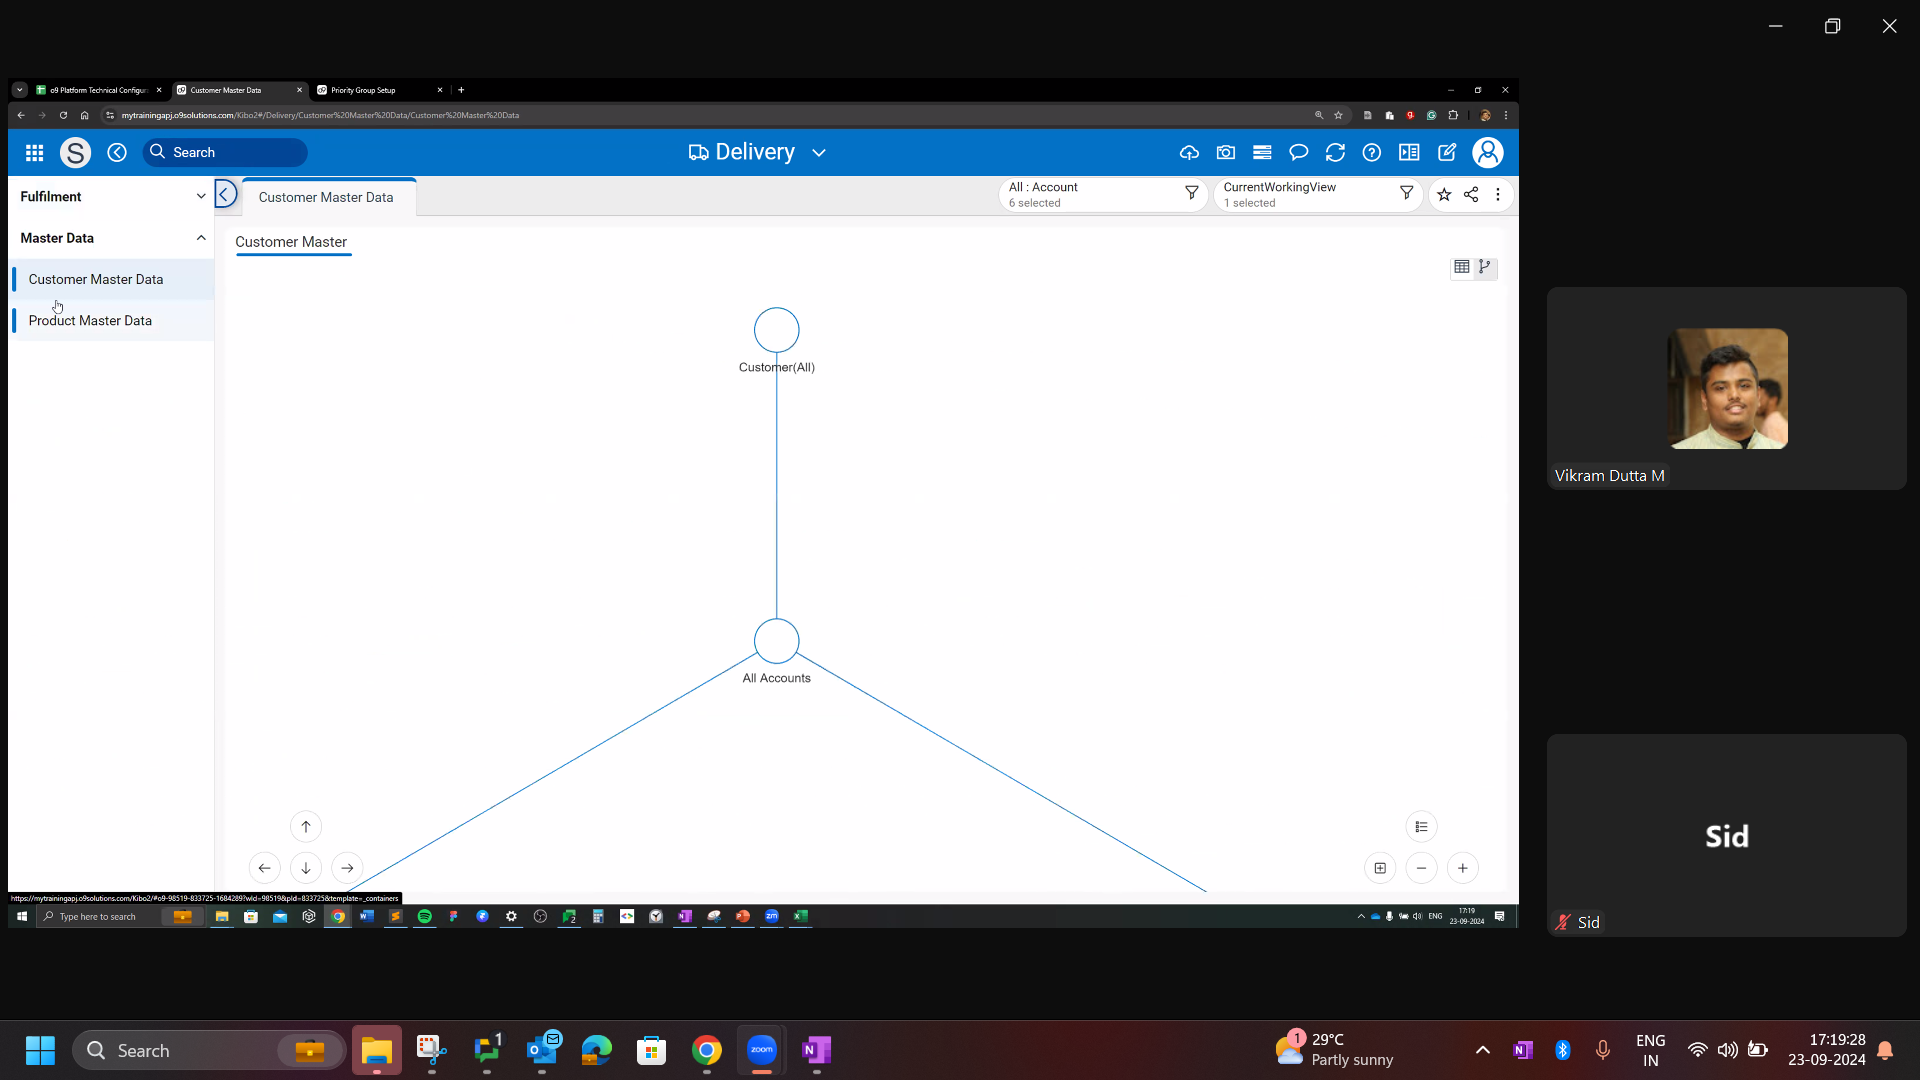 o9 Platform Technical Configur
Customer Master Data
Priority Group Setup
mytrainingapj.o9solutions.com/Kibo2#/Delivery/Customer%20Master%20Data/Customer%20Master%20Data
S
Search
Delivery
Fulfilment
Customer Master Data
All : Account
6 selected
CurrentWorkingView
1 selected
Master Data
Customer Master
Customer Master Data
Product Master Data
Customer(All)
All Accounts
Vikram Dutta M
Sid
Sid
https://mytrainingapj.o9solutions.com/Kibo2/#o9-98519-833725-1684289?wId=98519&pId=833725&template=_containers
Type here to search
ENG
17:19
23-09-2024
Search
zoom
1
1
29°C
Partly sunny
ENG
IN
17:19:28
23-09-2024